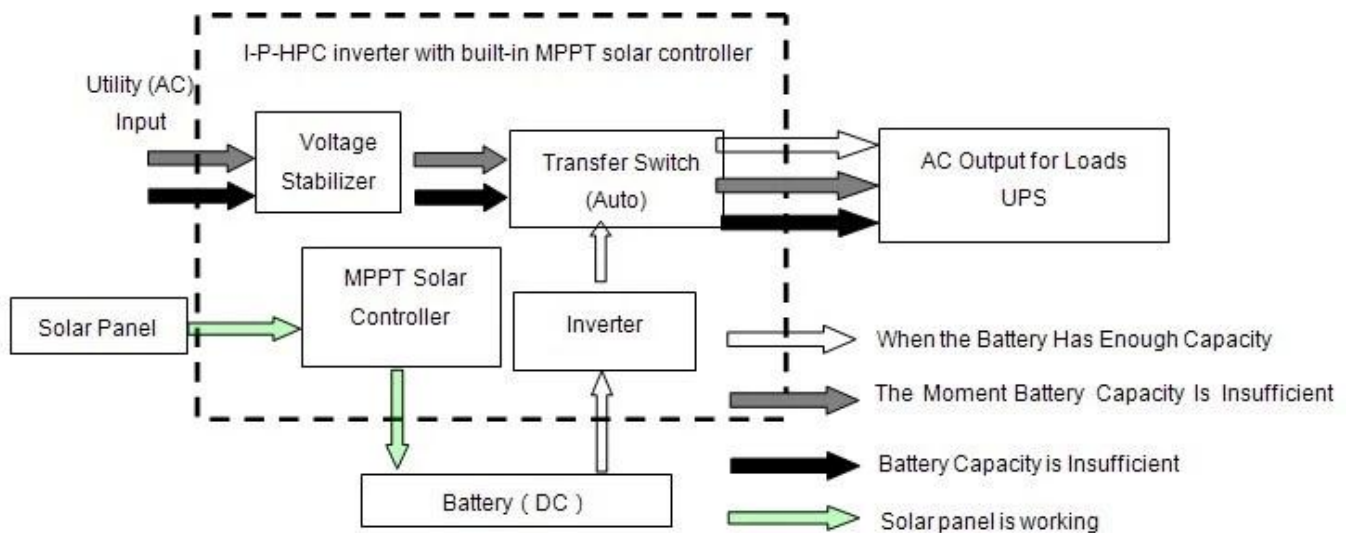 I-P-HPC inverter with built-in MPPT solar controller
Utility (AC)
Input
Voltage
Stabilizer
Transfer Switch
(Auto)
AC Output for Loads
UPS
MPPT Solar
Controller
Solar Panel
Inverter
Battery ( DC )
When the Battery Has Enough Capacity
The Moment Battery Capacity Is Insufficient
Battery Capacity is Insufficient
Solar panel is working